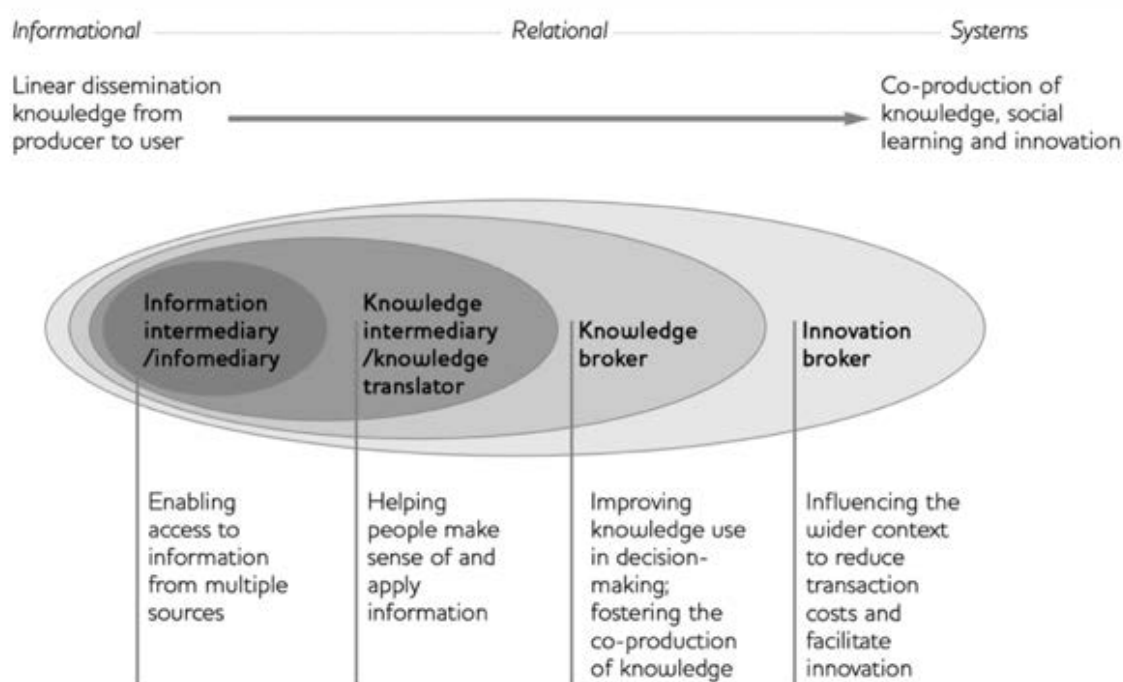 Informational Relational Systems
Linear dissemination
knowledge from
producer to user
Co-production of
knowledge, social
learning and innovation
Information
intermediary
/infomediary
Knowledge
intermediary
/knowledge
translator
Knowledge
broker
Innovation
broker
Enabling
access to
information
from multiple
sources
Helping
people make
sense of and
apply
information
Improving
knowledge use
in decision-
making;
fostering the
co-production
of knowledge
Influencing the
wider context
to reduce
transaction
costs and
facilitate
innovation